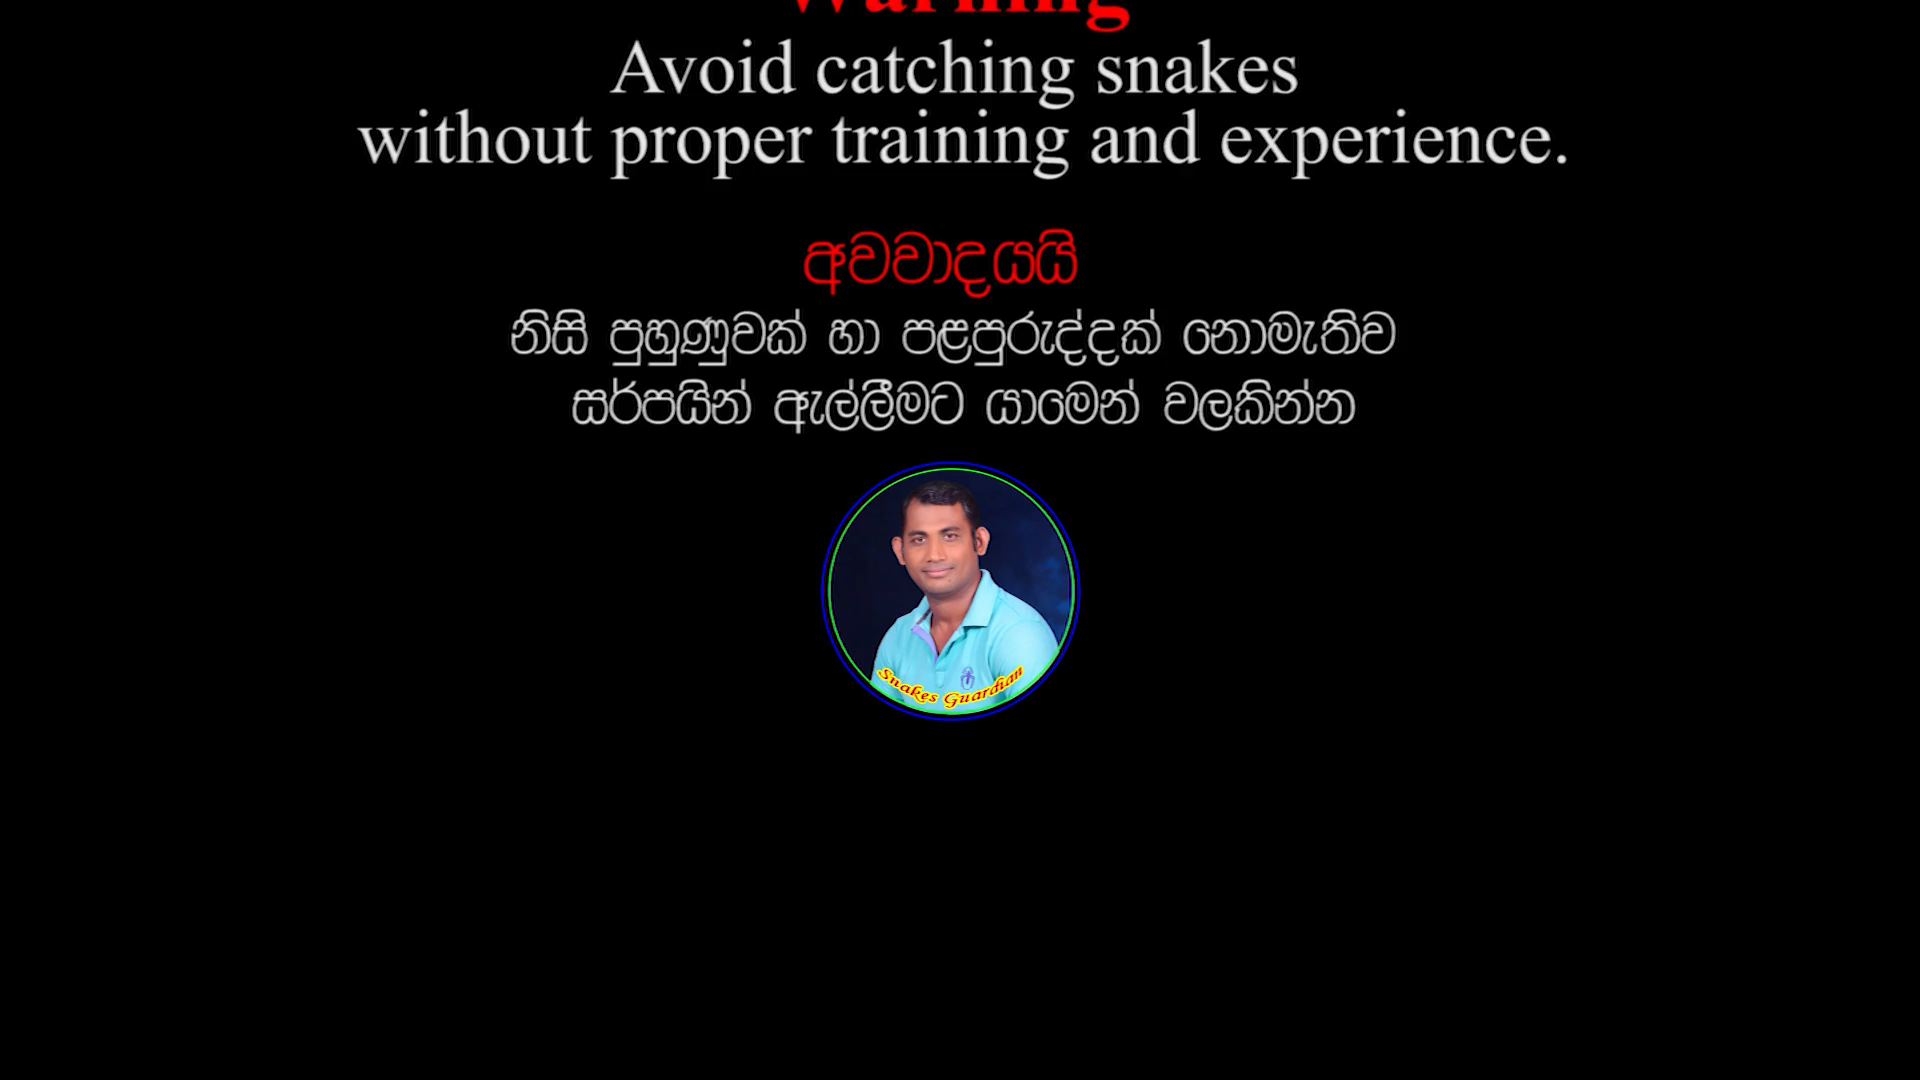 Warning
Avoid catching snakes
without proper training and experience.
අවවාදයයි
නිසි පුහුණුවක් හා පළපුරුද්දක් නොමැතිව
සර්පයින් ඇල්ලීමට යාමෙන් වලකින්න
Snakes Guardian